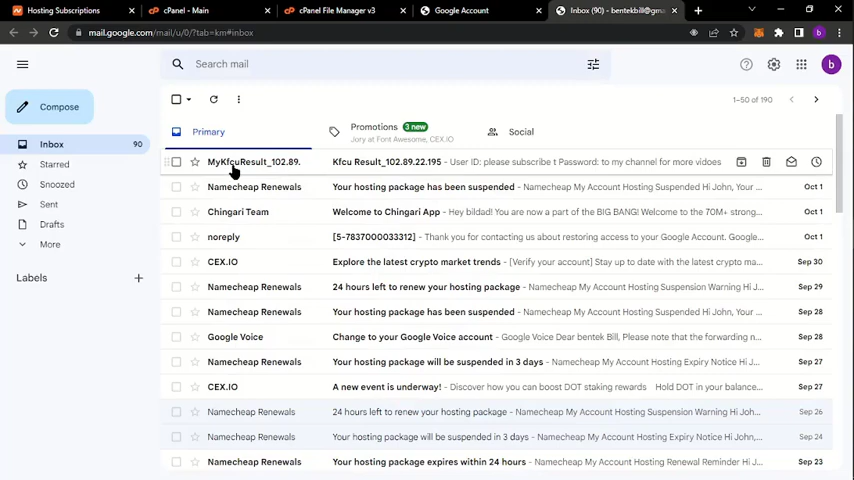 Hosting Subscriptions
cPanel - Main
cPanel File Manager v3
Google Account
Inbox (90) - bentekbill@gma
mail.google.com/mail/u/0/?tab=km#inbox
b
Search mail
b
Compose
1–50 of 190
Inbox 90
Starred
Snoozed
Sent
Drafts
More
Labels
Primary
Promotions 3 new
Jory at Font Awesome, CEX.IO
Social
MyKfcuResult_102.89. Kfcu Result_102.89.22.195 - User ID: please subscribe t Password: to my channel for more vidoes
Namecheap Renewals Your hosting package has been suspended - Namecheap My Account Hosting Suspension Hi John, Your ... Oct 1
Chingari Team Welcome to Chingari App - Hey bildad! You are now a part of the BIG BANG! Welcome to the 70M+ strong... Oct 1
noreply [5-7837000033312] - Thank you for contacting us about restoring access to your Google Account. Google... Oct 1
CEX.IO Explore the latest crypto market trends - [Verify your account] Stay up to date with the latest crypto m... Sep 30
Namecheap Renewals 24 hours left to renew your hosting package - Namecheap My Account Hosting Suspension Warning Hi Joh... Sep 29
Namecheap Renewals Your hosting package has been suspended - Namecheap My Account Hosting Suspension Hi John, Your ... Sep 28
Google Voice Change to your Google Voice account - Google Voice Dear bentek Bill, Please note that the forwarding n... Sep 28
Namecheap Renewals Your hosting package will be suspended in 3 days - Namecheap My Account Hosting Expiry Notice Hi Joh... Sep 27
CEX.IO A new event is underway! - Discover how you can boost DOT staking rewards Hold DOT in your balance... Sep 27
Namecheap Renewals 24 hours left to renew your hosting package - Namecheap My Account Hosting Suspension Warning Hi Joh... Sep 26
Namecheap Renewals Your hosting package will be suspended in 3 days - Namecheap My Account Hosting Expiry Notice Hi John,... Sep 24
Namecheap Renewals Your hosting package expires within 24 hours - Namecheap My Account Hosting Renewal Reminder Hi J... Sep 23